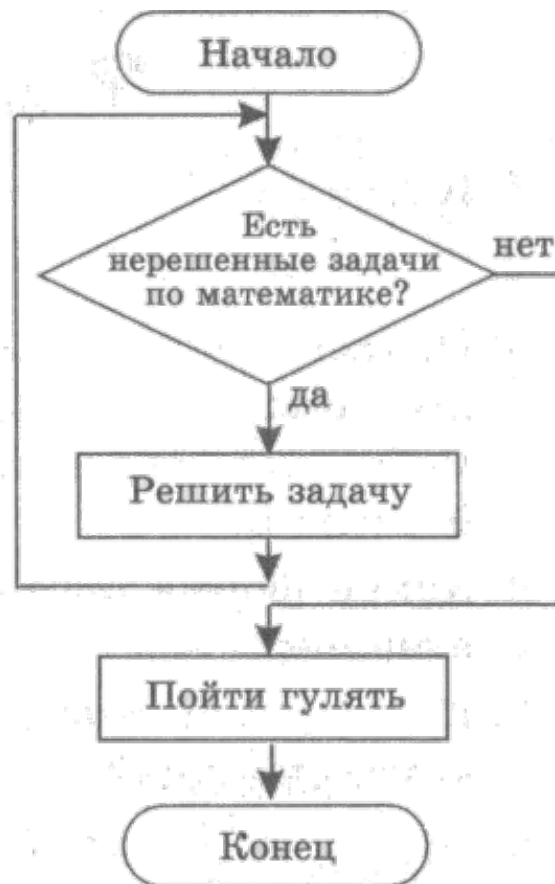 Начало
Есть
нерешенные задачи
по математике?
нет
да
Решить задачу
Пойти гулять
Конец